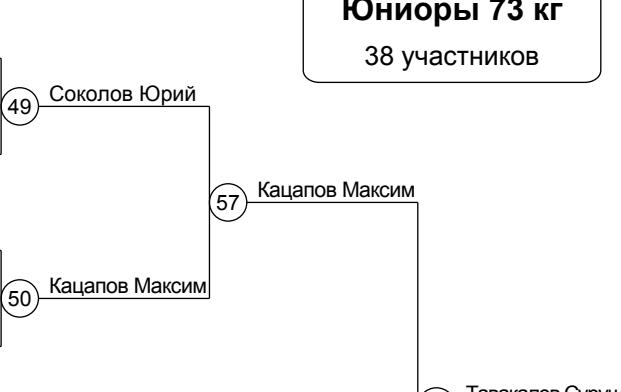 Юниоры 73 кг
38 участников
49 Соколов Юрий
57 Кацапов Максим
50 Кацапов Максим